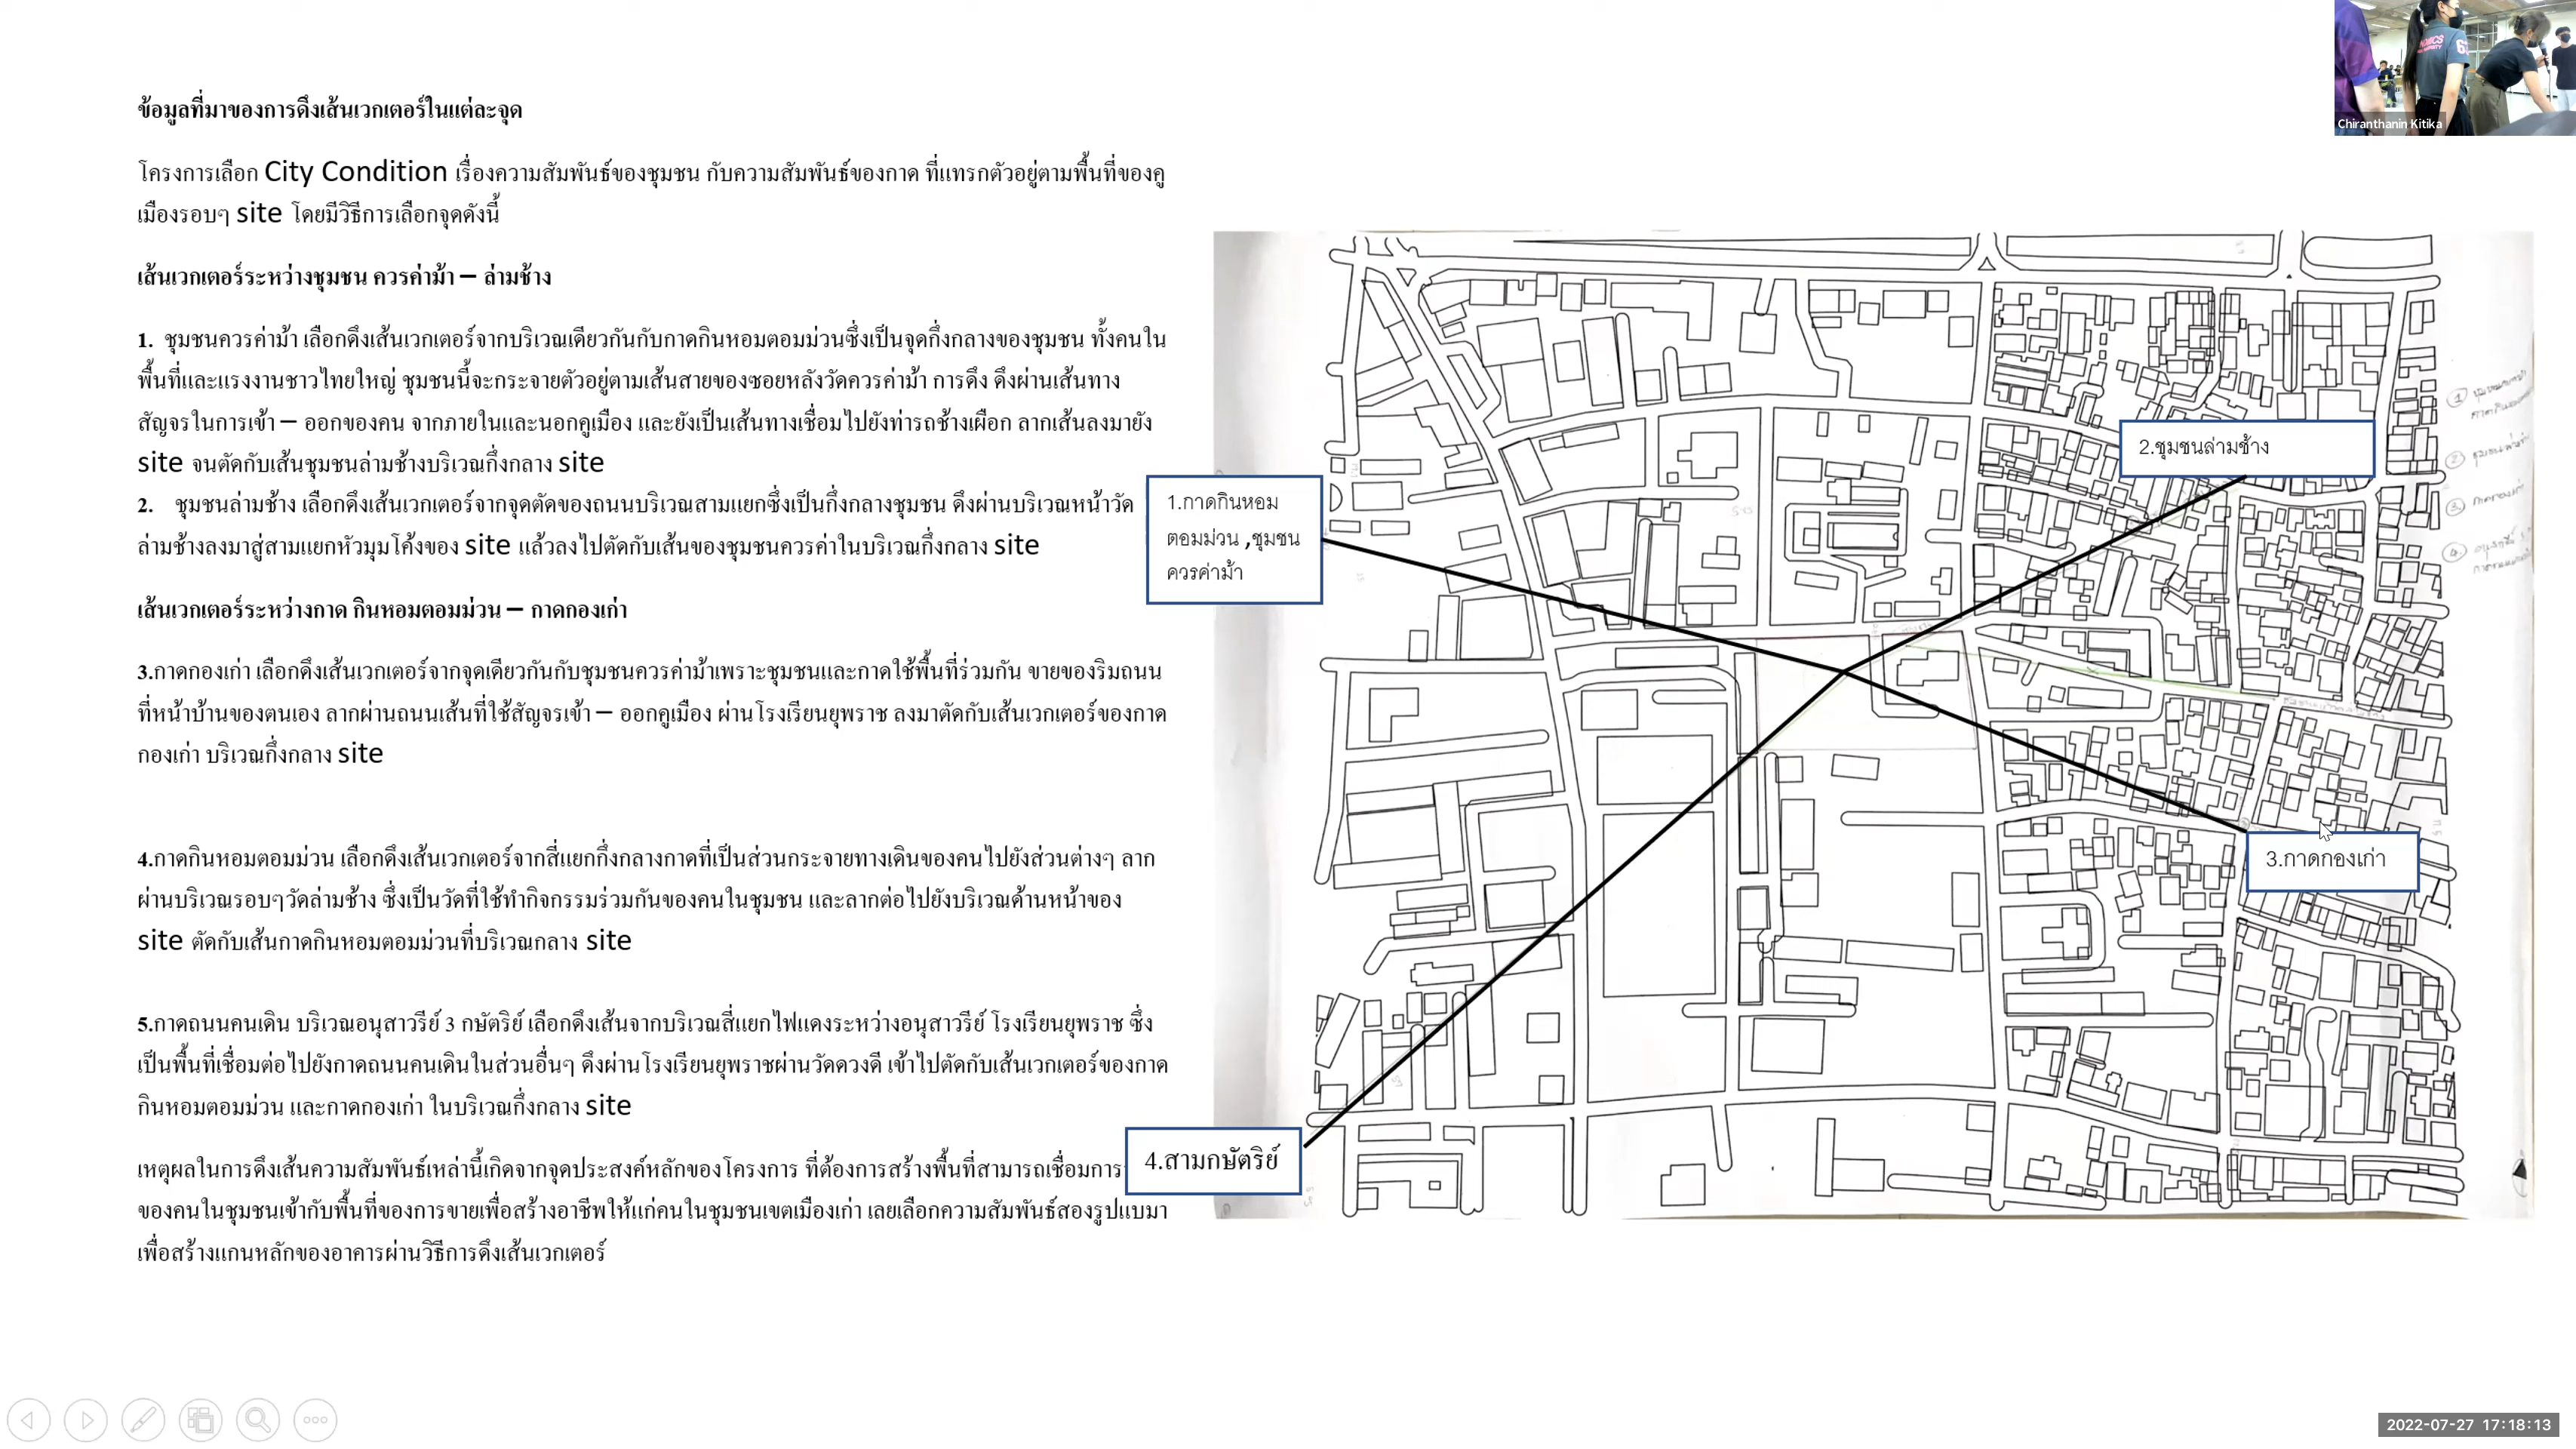 Chiranthanin Kitika
ข้อมูลที่มาของการดึงเส้นเวกเตอร์ในแต่ละจุด
โครงการเลือก City Condition เรื่องความสัมพันธ์ของชุมชน กับความสัมพันธ์ของกาด ที่แทรกตัวอยู่ตามพื้นที่ของคู
เมืองรอบๆ site โดยมีวิธีการเลือกจุดดังนี้
เส้นเวกเตอร์ระหว่างชุมชน ควรค่าม้า – ล่ามช้าง
1. ชุมชนควรค่าม้า เลือกดึงเส้นเวกเตอร์จากบริเวณเดียวกันกับกาดกินหอมตอมม่วนซึ่งเป็นจุดกึ่งกลางของชุมชน ทั้งคนใน
พื้นที่และแรงงานชาวไทยใหญ่ ชุมชนนี้จะกระจายตัวอยู่ตามเส้นสายของซอยหลังวัดควรค่าม้า การดึง ดึงผ่านเส้นทาง
สัญจรในการเข้า – ออกของคน จากภายในและนอกคูเมือง และยังเป็นเส้นทางเชื่อมไปยังท่ารถช้างเผือก ลากเส้นลงมายัง
site จนตัดกับเส้นชุมชนล่ามช้างบริเวณกึ่งกลาง site
2. ชุมชนล่ามช้าง เลือกดึงเส้นเวกเตอร์จากจุดตัดของถนนบริเวณสามแยกซึ่งเป็นกึ่งกลางชุมชน ดึงผ่านบริเวณหน้าวัด
ล่ามช้างลงมาสู่สามแยกหัวมุมโค้งของ site แล้วลงไปตัดกับเส้นของชุมชนควรค่าในบริเวณกึ่งกลาง site
เส้นเวกเตอร์ระหว่างกาด กินหอมตอมม่วน – กาดกองเก่า
3.กาดกองเก่า เลือกดึงเส้นเวกเตอร์จากจุดเดียวกันกับชุมชนควรค่าม้าเพราะชุมชนและกาดใช้พื้นที่ร่วมกัน ขายของริมถนน
ที่หน้าบ้านของตนเอง ลากผ่านถนนเส้นที่ใช้สัญจรเข้า – ออกคูเมือง ผ่านโรงเรียนยุพราช ลงมาตัดกับเส้นเวกเตอร์ของกาด
กองเก่า บริเวณกึ่งกลาง site
4.กาดกินหอมตอมม่วน เลือกดึงเส้นเวกเตอร์จากสี่แยกกึ่งกลางกาดที่เป็นส่วนกระจายทางเดินของคนไปยังส่วนต่างๆ ลาก
ผ่านบริเวณรอบๆวัดล่ามช้าง ซึ่งเป็นวัดที่ใช้ทำกิจกรรมร่วมกันของคนในชุมชน และลากต่อไปยังบริเวณด้านหน้าของ
site ตัดกับเส้นกาดกินหอมตอมม่วนที่บริเวณกลาง site
5.กาดถนนคนเดิน บริเวณอนุสาวรีย์ 3 กษัตริย์ เลือกดึงเส้นจากบริเวณสี่แยกไฟแดงระหว่างอนุสาวรีย์ โรงเรียนยุพราช ซึ่ง
เป็นพื้นที่เชื่อมต่อไปยังกาดถนนคนเดินในส่วนอื่นๆ ดึงผ่านโรงเรียนยุพราชผ่านวัดดวงดี เข้าไปตัดกับเส้นเวกเตอร์ของกาด
กินหอมตอมม่วน และกาดกองเก่า ในบริเวณกึ่งกลาง site
เหตุผลในการดึงเส้นความสัมพันธ์เหล่านี้เกิดจากจุดประสงค์หลักของโครงการ ที่ต้องการสร้างพื้นที่สามารถเชื่อมการ
ของคนในชุมชนเข้ากับพื้นที่ของการขายเพื่อสร้างอาชีพให้แก่คนในชุมชนเขตเมืองเก่า เลยเลือกความสัมพันธ์สองรูปแบบมา
เพื่อสร้างแกนหลักของอาคารผ่านวิธีการดึงเส้นเวกเตอร์
1.กาดกินหอม
ตอมม่วน ,ชุมชน
ควรค่าม้า
2.ชุมชนล่ามช้าง
3.กาดกองเก่า
4.สามกษัตริย์
2022-07-27 17:18:13